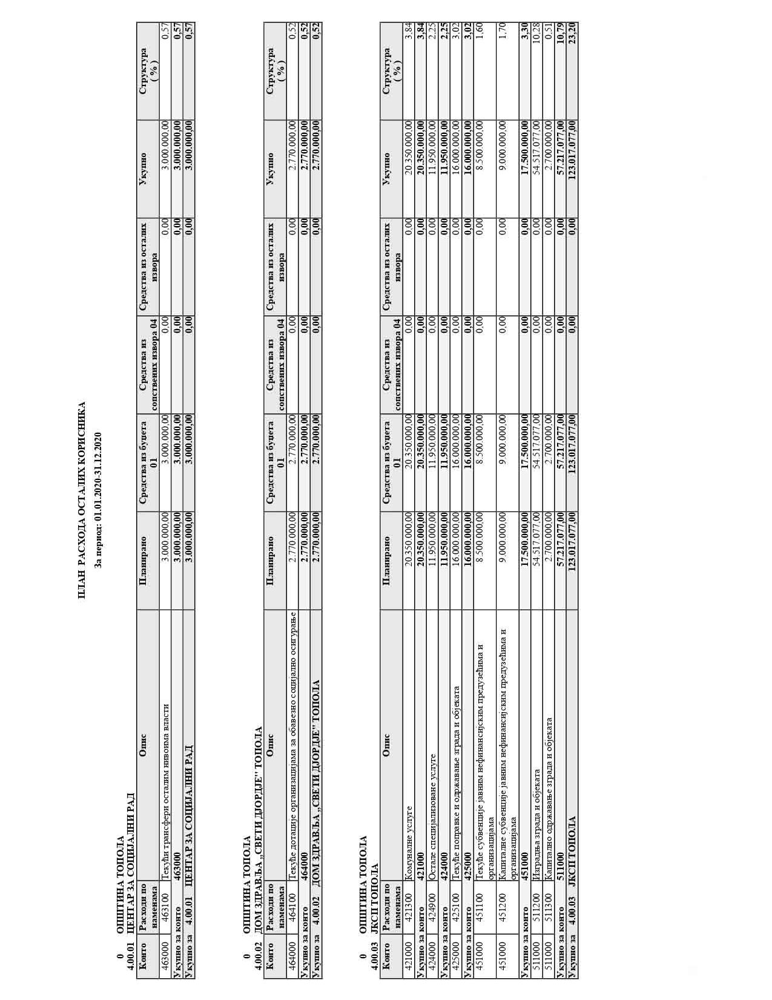 ПЛАН РАСХОДА ОСТАЛИХ КОРИСНИКА
За период: 01.01.2020-31.12.2020
0 ОПШТИНА ТОПОЛА
4.00.01 ЦЕНТАР ЗА СОЦИЈАЛНИ РАД
Конто Расходи по наменама Опис Планирано Средства из буџета 01 Средства из сопствених извора 04 Средства из осталих извора Укупно Структура ( % )
463000 463100 Текући трансфери осталим нивоима власти 3.000.000,00 3.000.000,00 0,00 0,00 3.000.000,00 0,57
Укупно за конто 463000 3.000.000,00 3.000.000,00 0,00 0,00 3.000.000,00 0,57
Укупно за 4.00.01 ЦЕНТАР ЗА СОЦИЈАЛНИ РАД 3.000.000,00 3.000.000,00 0,00 0,00 3.000.000,00 0,57
0 ОПШТИНА ТОПОЛА
4.00.02 ДОМ ЗДРАВЉА ,,СВЕТИ ДЈОРДЈЕ'' ТОПОЛА
Конто Расходи по наменама Опис Планирано Средства из буџета 01 Средства из сопствених извора 04 Средства из осталих извора Укупно Структура ( % )
464000 464100 Текуће дотације организацијама за обавезно социјално осигурање 2.770.000,00 2.770.000,00 0,00 0,00 2.770.000,00 0,52
Укупно за конто 464000 2.770.000,00 2.770.000,00 0,00 0,00 2.770.000,00 0,52
Укупно за 4.00.02 ДОМ ЗДРАВЉА ,,СВЕТИ ДЈОРДЈЕ'' ТОПОЛА 2.770.000,00 2.770.000,00 0,00 0,00 2.770.000,00 0,52
0 ОПШТИНА ТОПОЛА
4.00.03 ЈКСП ТОПОЛА
Конто Расходи по наменама Опис Планирано Средства из буџета 01 Средства из сопствених извора 04 Средства из осталих извора Укупно Структура ( % )
421000 421300 Комуналне услуге 20.350.000,00 20.350.000,00 0,00 0,00 20.350.000,00 3,84
Укупно за конто 421000 20.350.000,00 20.350.000,00 0,00 0,00 20.350.000,00 3,84
424000 424900 Остале специјализоване услуге 11.950.000,00 11.950.000,00 0,00 0,00 11.950.000,00 2,25
Укупно за конто 424000 11.950.000,00 11.950.000,00 0,00 0,00 11.950.000,00 2,25
425000 425100 Текуће поправке и одржавање зграда и објеката 16.000.000,00 16.000.000,00 0,00 0,00 16.000.000,00 3,02
Укупно за конто 425000 16.000.000,00 16.000.000,00 0,00 0,00 16.000.000,00 3,02
451000 451100 Текуће субвенције јавним нефинансијским предузећима и организацијама 8.500.000,00 8.500.000,00 0,00 0,00 8.500.000,00 1,60
451000 451200 Капиталне субвенције јавним нефинансијским предузећима и организацијама 9.000.000,00 9.000.000,00 0,00 0,00 9.000.000,00 1,70
Укупно за конто 451000 17.500.000,00 17.500.000,00 0,00 0,00 17.500.000,00 3,30
511000 511200 Изградња зграда и објеката 54.517.077,00 54.517.077,00 0,00 0,00 54.517.077,00 10,28
511000 511300 Капитално одржавање зграда и објеката 2.700.000,00 2.700.000,00 0,00 0,00 2.700.000,00 0,51
Укупно за конто 511000 57.217.077,00 57.217.077,00 0,00 0,00 57.217.077,00 10,79
Укупно за 4.00.03 ЈКСП ТОПОЛА 123.017.077,00 123.017.077,00 0,00 0,00 123.017.077,00 23,20